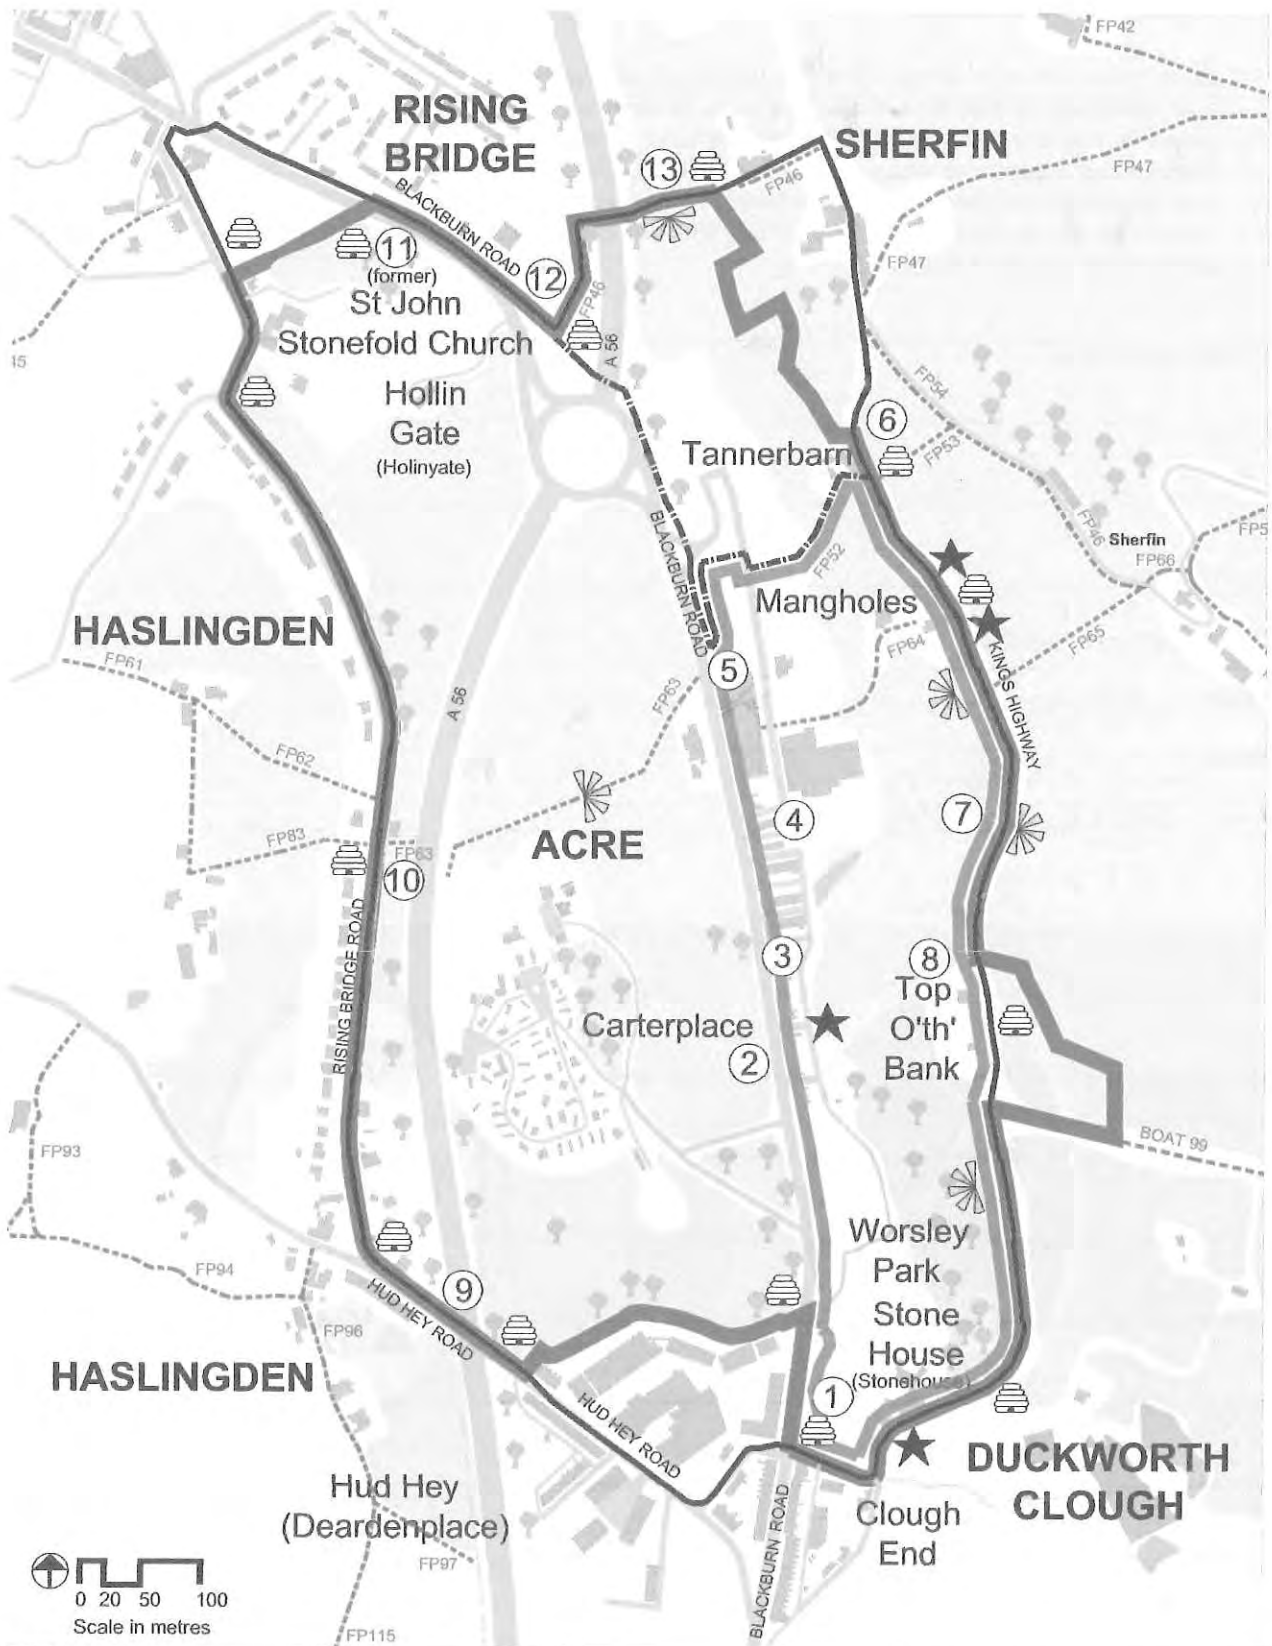 FP42
RISING
BRIDGE
SHERFIN
13
FP46
FP47
BLACKBURN ROAD
11
(former)
12
FP46
FP47
St John
Stonefold Church
A 56
FP54
Hollin
Gate
(Holinyate)
6
Tannerbarn
FP53
FP46
Sherfin
FP66
BLACKBURN ROAD
FP52
Mangholes
HASLINGDEN
FP61
FP64
FP65
KINGS HIGHWAY
5
FP63
A 56
FP62
4
7
ACRE
FP83
FP63
10
RISING BRIDGE ROAD
3
8
Top
O'th'
Bank
Carterplace
2
FP93
BOAT 99
Worsley
Park
FP94
9
HUD HEY ROAD
Stone
House
(Stonehouse)
FP96
HASLINGDEN
1
HUD HEY ROAD
DUCKWORTH
CLOUGH
Hud Hey
(Deardenplace)
BLACKBURN ROAD
Clough
End
FP97
0 20 50 100
Scale in metres
FP115